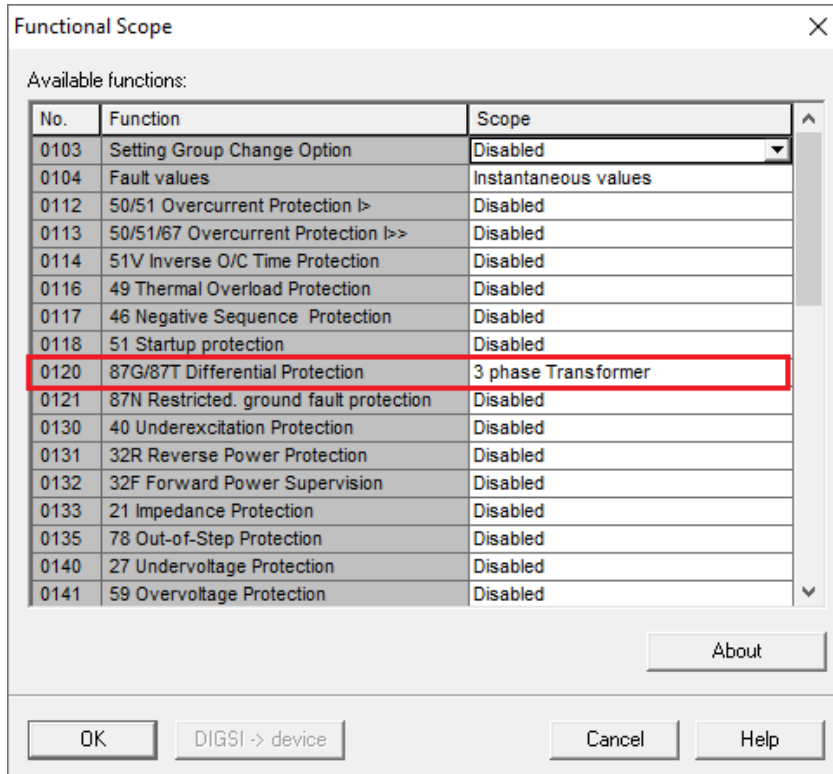 Functional Scope
Available functions:
No. Function Scope
0103 Setting Group Change Option Disabled
0104 Fault values Instantaneous values
0112 50/51 Overcurrent Protection I> Disabled
0113 50/51/67 Overcurrent Protection I>> Disabled
0114 51V Inverse O/C Time Protection Disabled
0116 49 Thermal Overload Protection Disabled
0117 46 Negative Sequence  Protection Disabled
0118 51 Startup protection Disabled
0120 87G/87T Differential Protection 3 phase Transformer
0121 87N Restricted. ground fault protection Disabled
0130 40 Underexcitation Protection Disabled
0131 32R Reverse Power Protection Disabled
0132 32F Forward Power Supervision Disabled
0133 21 Impedance Protection Disabled
0135 78 Out-of-Step Protection Disabled
0140 27 Undervoltage Protection Disabled
0141 59 Overvoltage Protection Disabled
About
OK DIGSI -> device Cancel Help